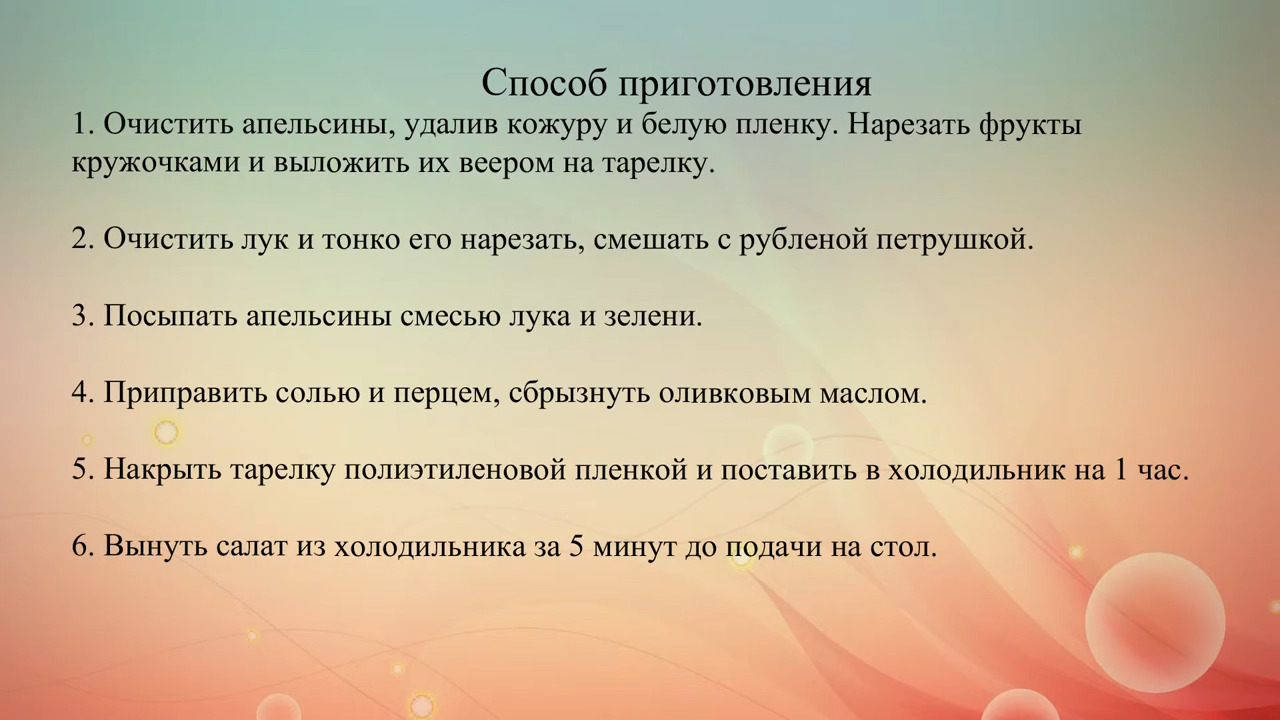 Способ приготовления
1. Очистить апельсины, удалив кожуру и белую пленку. Нарезать фрукты
кружочками и выложить их веером на тарелку.
2. Очистить лук и тонко его нарезать, смешать с рубленой петрушкой.
3. Посыпать апельсины смесью лука и зелени.
4. Приправить солью и перцем, сбрызнуть оливковым маслом.
5. Накрыть тарелку полиэтиленовой пленкой и поставить в холодильник на 1 час.
6. Вынуть салат из холодильника за 5 минут до подачи на стол.